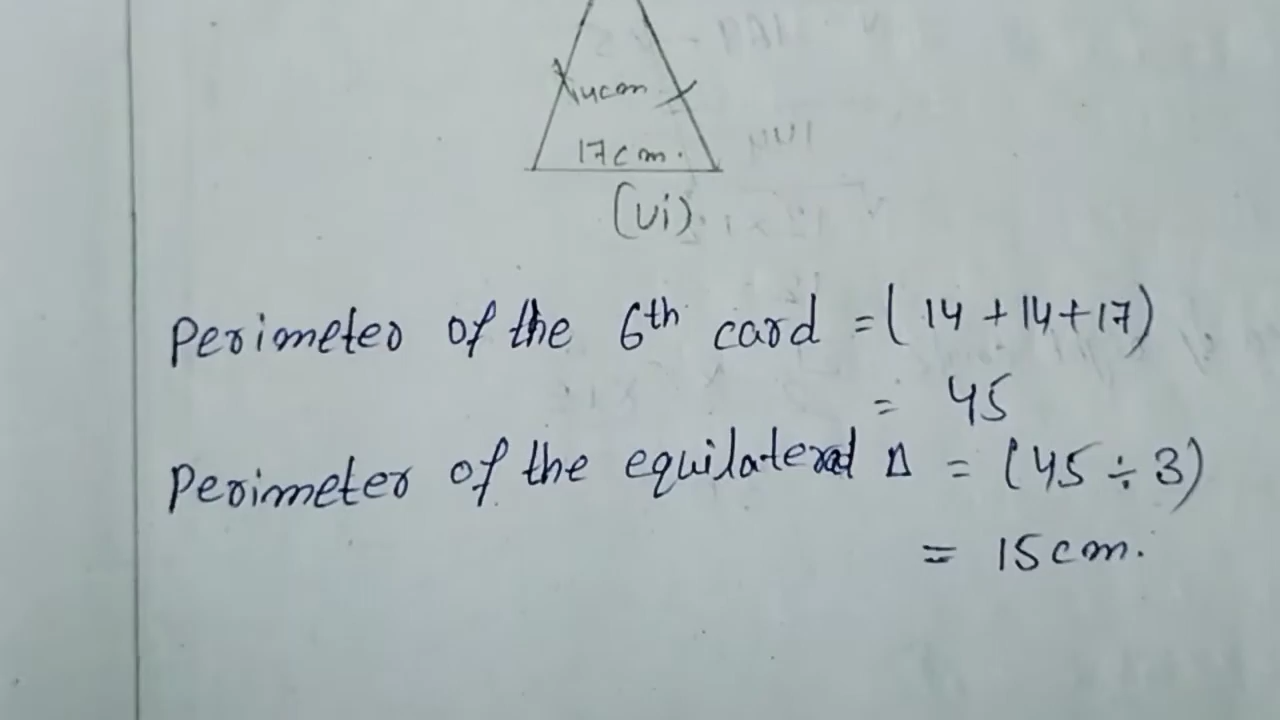 14cm
17cm.
(vi)
Perimeter of the 6th card = (14+14+17)
= 45
Perimeter of the equilateral Δ = (45÷3)
= 15cm.